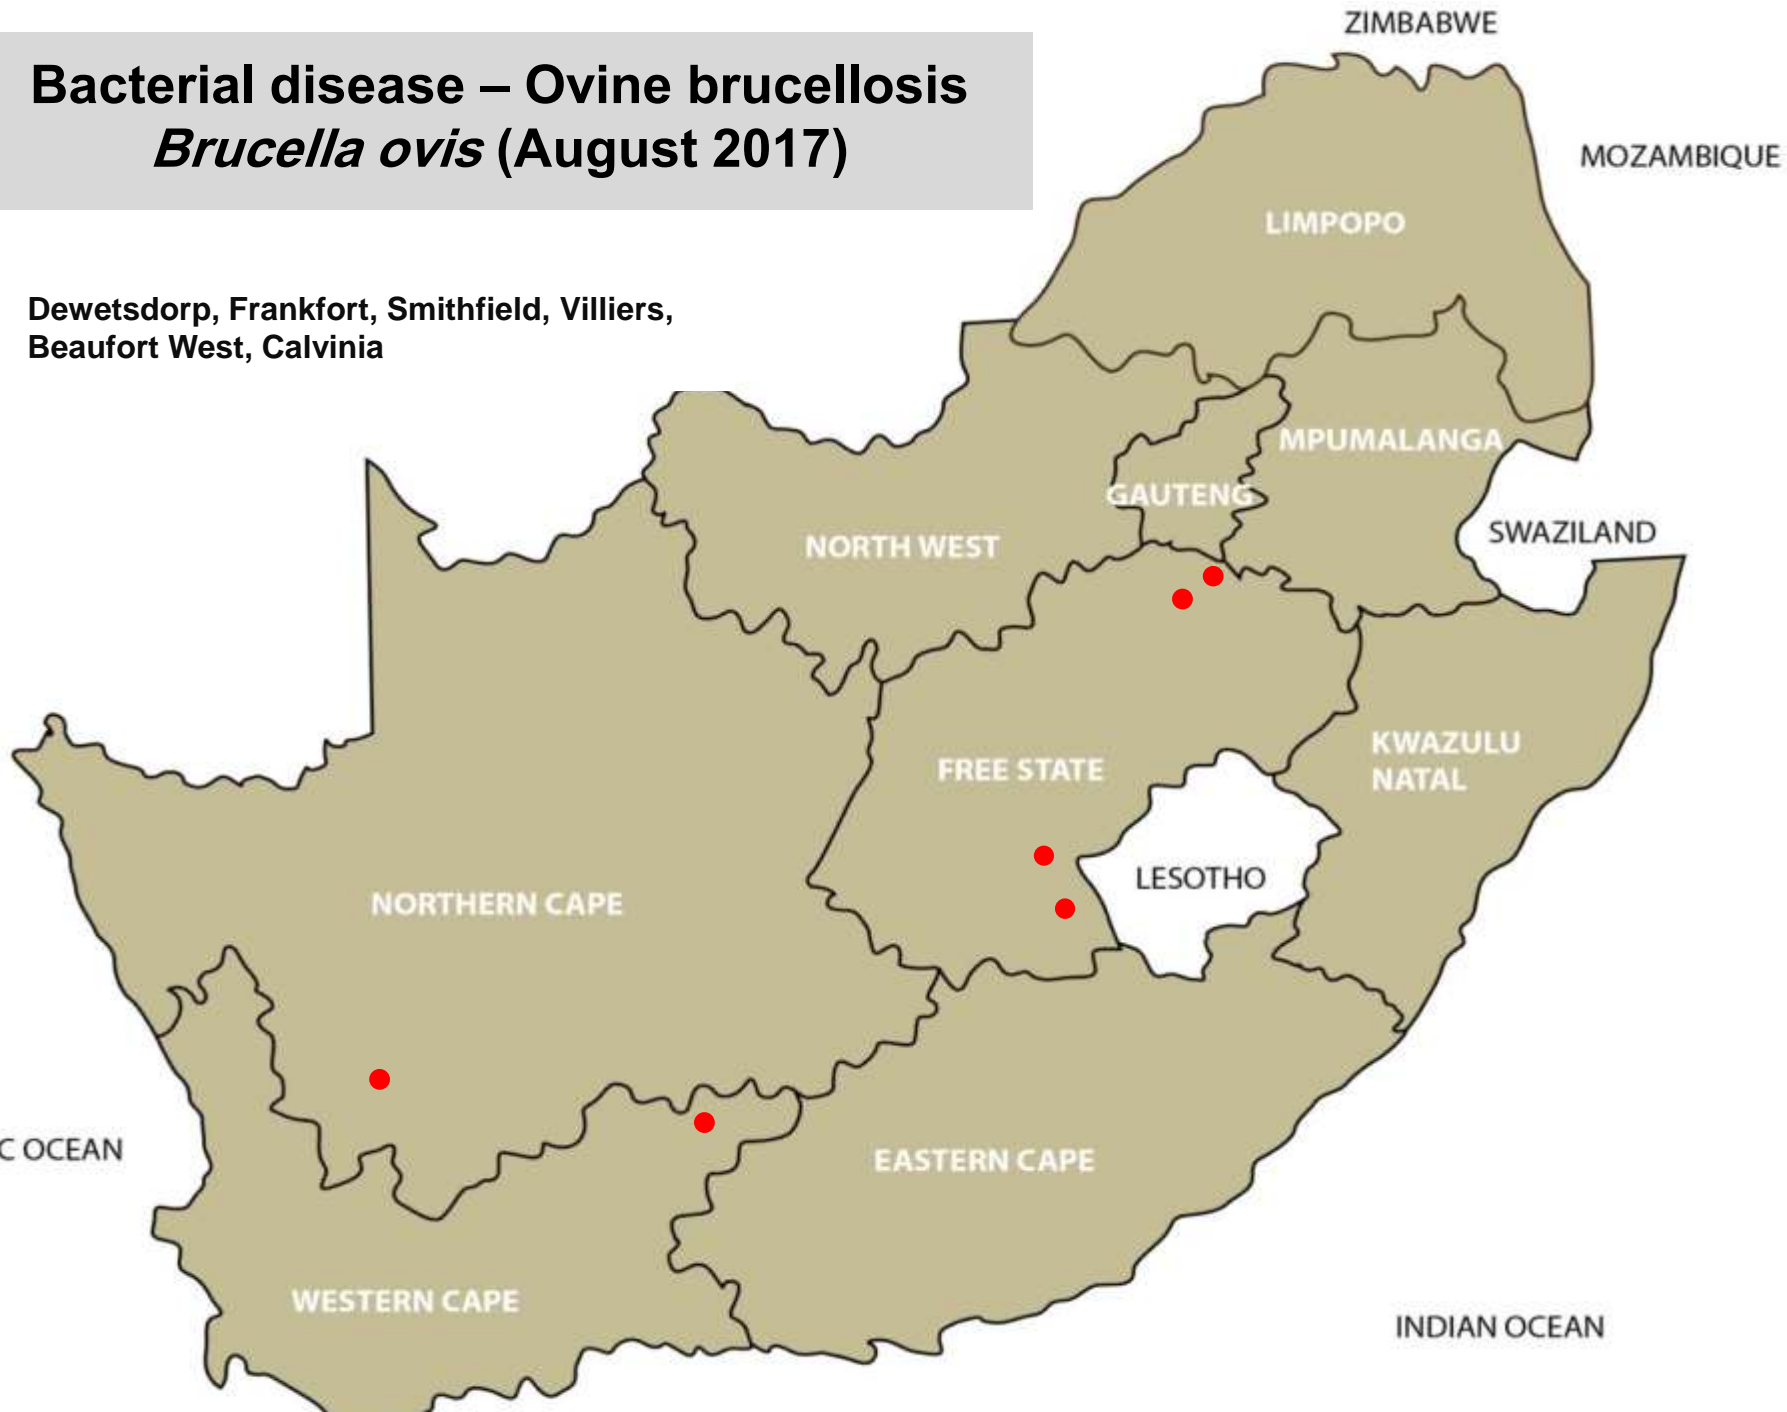 Bacterial disease – Ovine brucellosis
Brucella ovis (August 2017)
Dewetsdorp, Frankfort, Smithfield, Villiers,
Beaufort West, Calvinia
ZIMBABWE
MOZAMBIQUE
LIMPOPO
MPUMALANGA
GAUTENG
SWAZILAND
NORTH WEST
KWAZULU
NATAL
FREE STATE
LESOTHO
NORTHERN CAPE
C OCEAN
EASTERN CAPE
WESTERN CAPE
INDIAN OCEAN